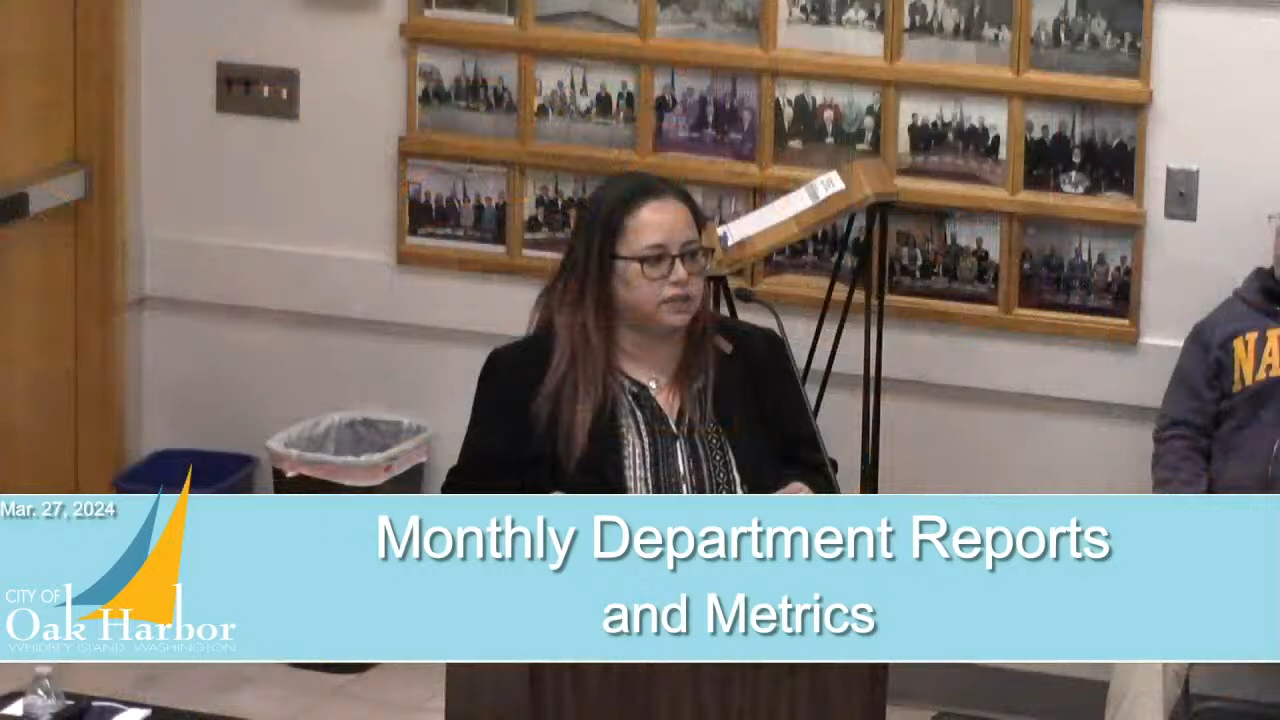 NA
Mar. 27, 2024
Monthly Department Reports
and Metrics
CITY OF
Oak Harbor
WHIDBEY ISLAND, WASHINGTON